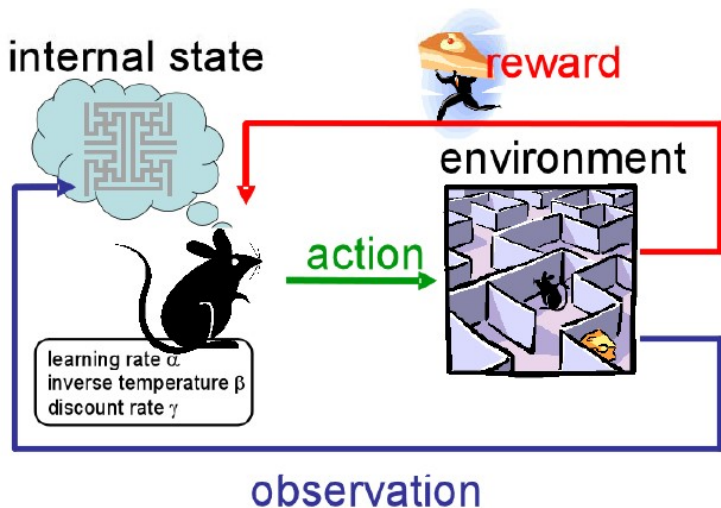 internal state
reward
environment
action
learning rate α
inverse temperature β
discount rate γ
observation